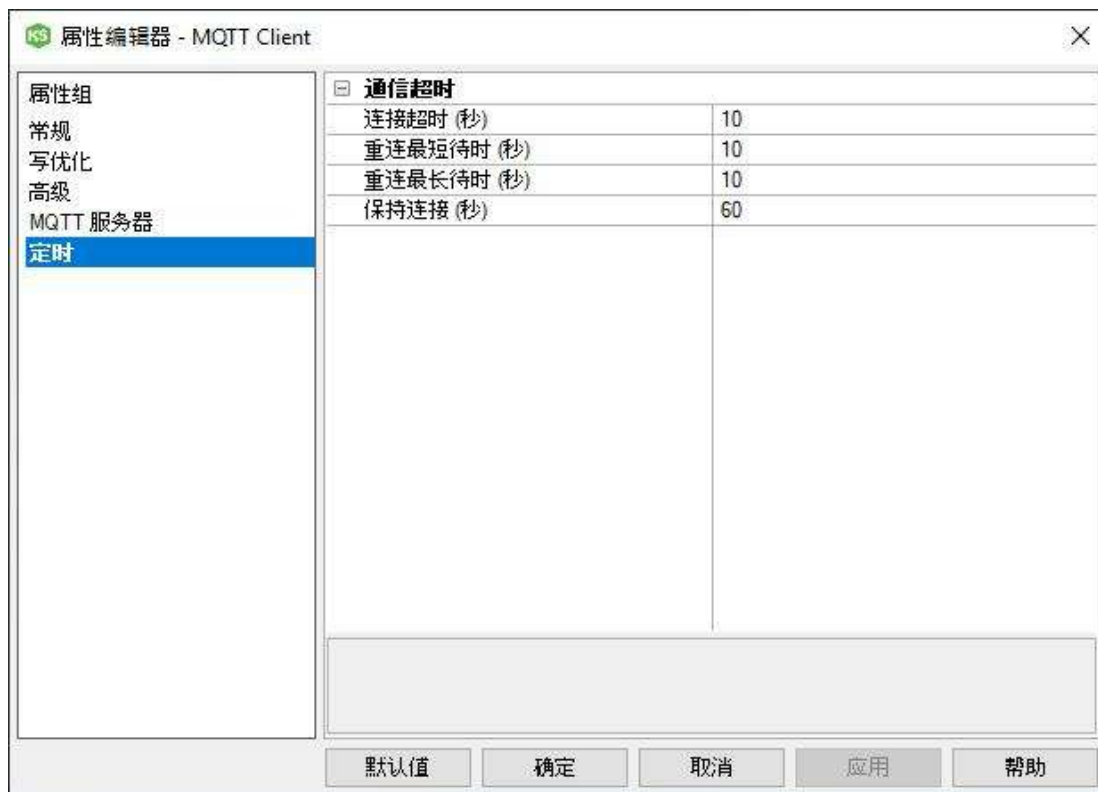 KS 属性编辑器 - MQTT Client
属性组
常规
写优化
高级
MQTT 服务器
定时
通信超时
连接超时 (秒) 10
重连最短待时 (秒) 10
重连最长待时 (秒) 10
保持连接 (秒) 60
默认值 确定 取消 应用 帮助